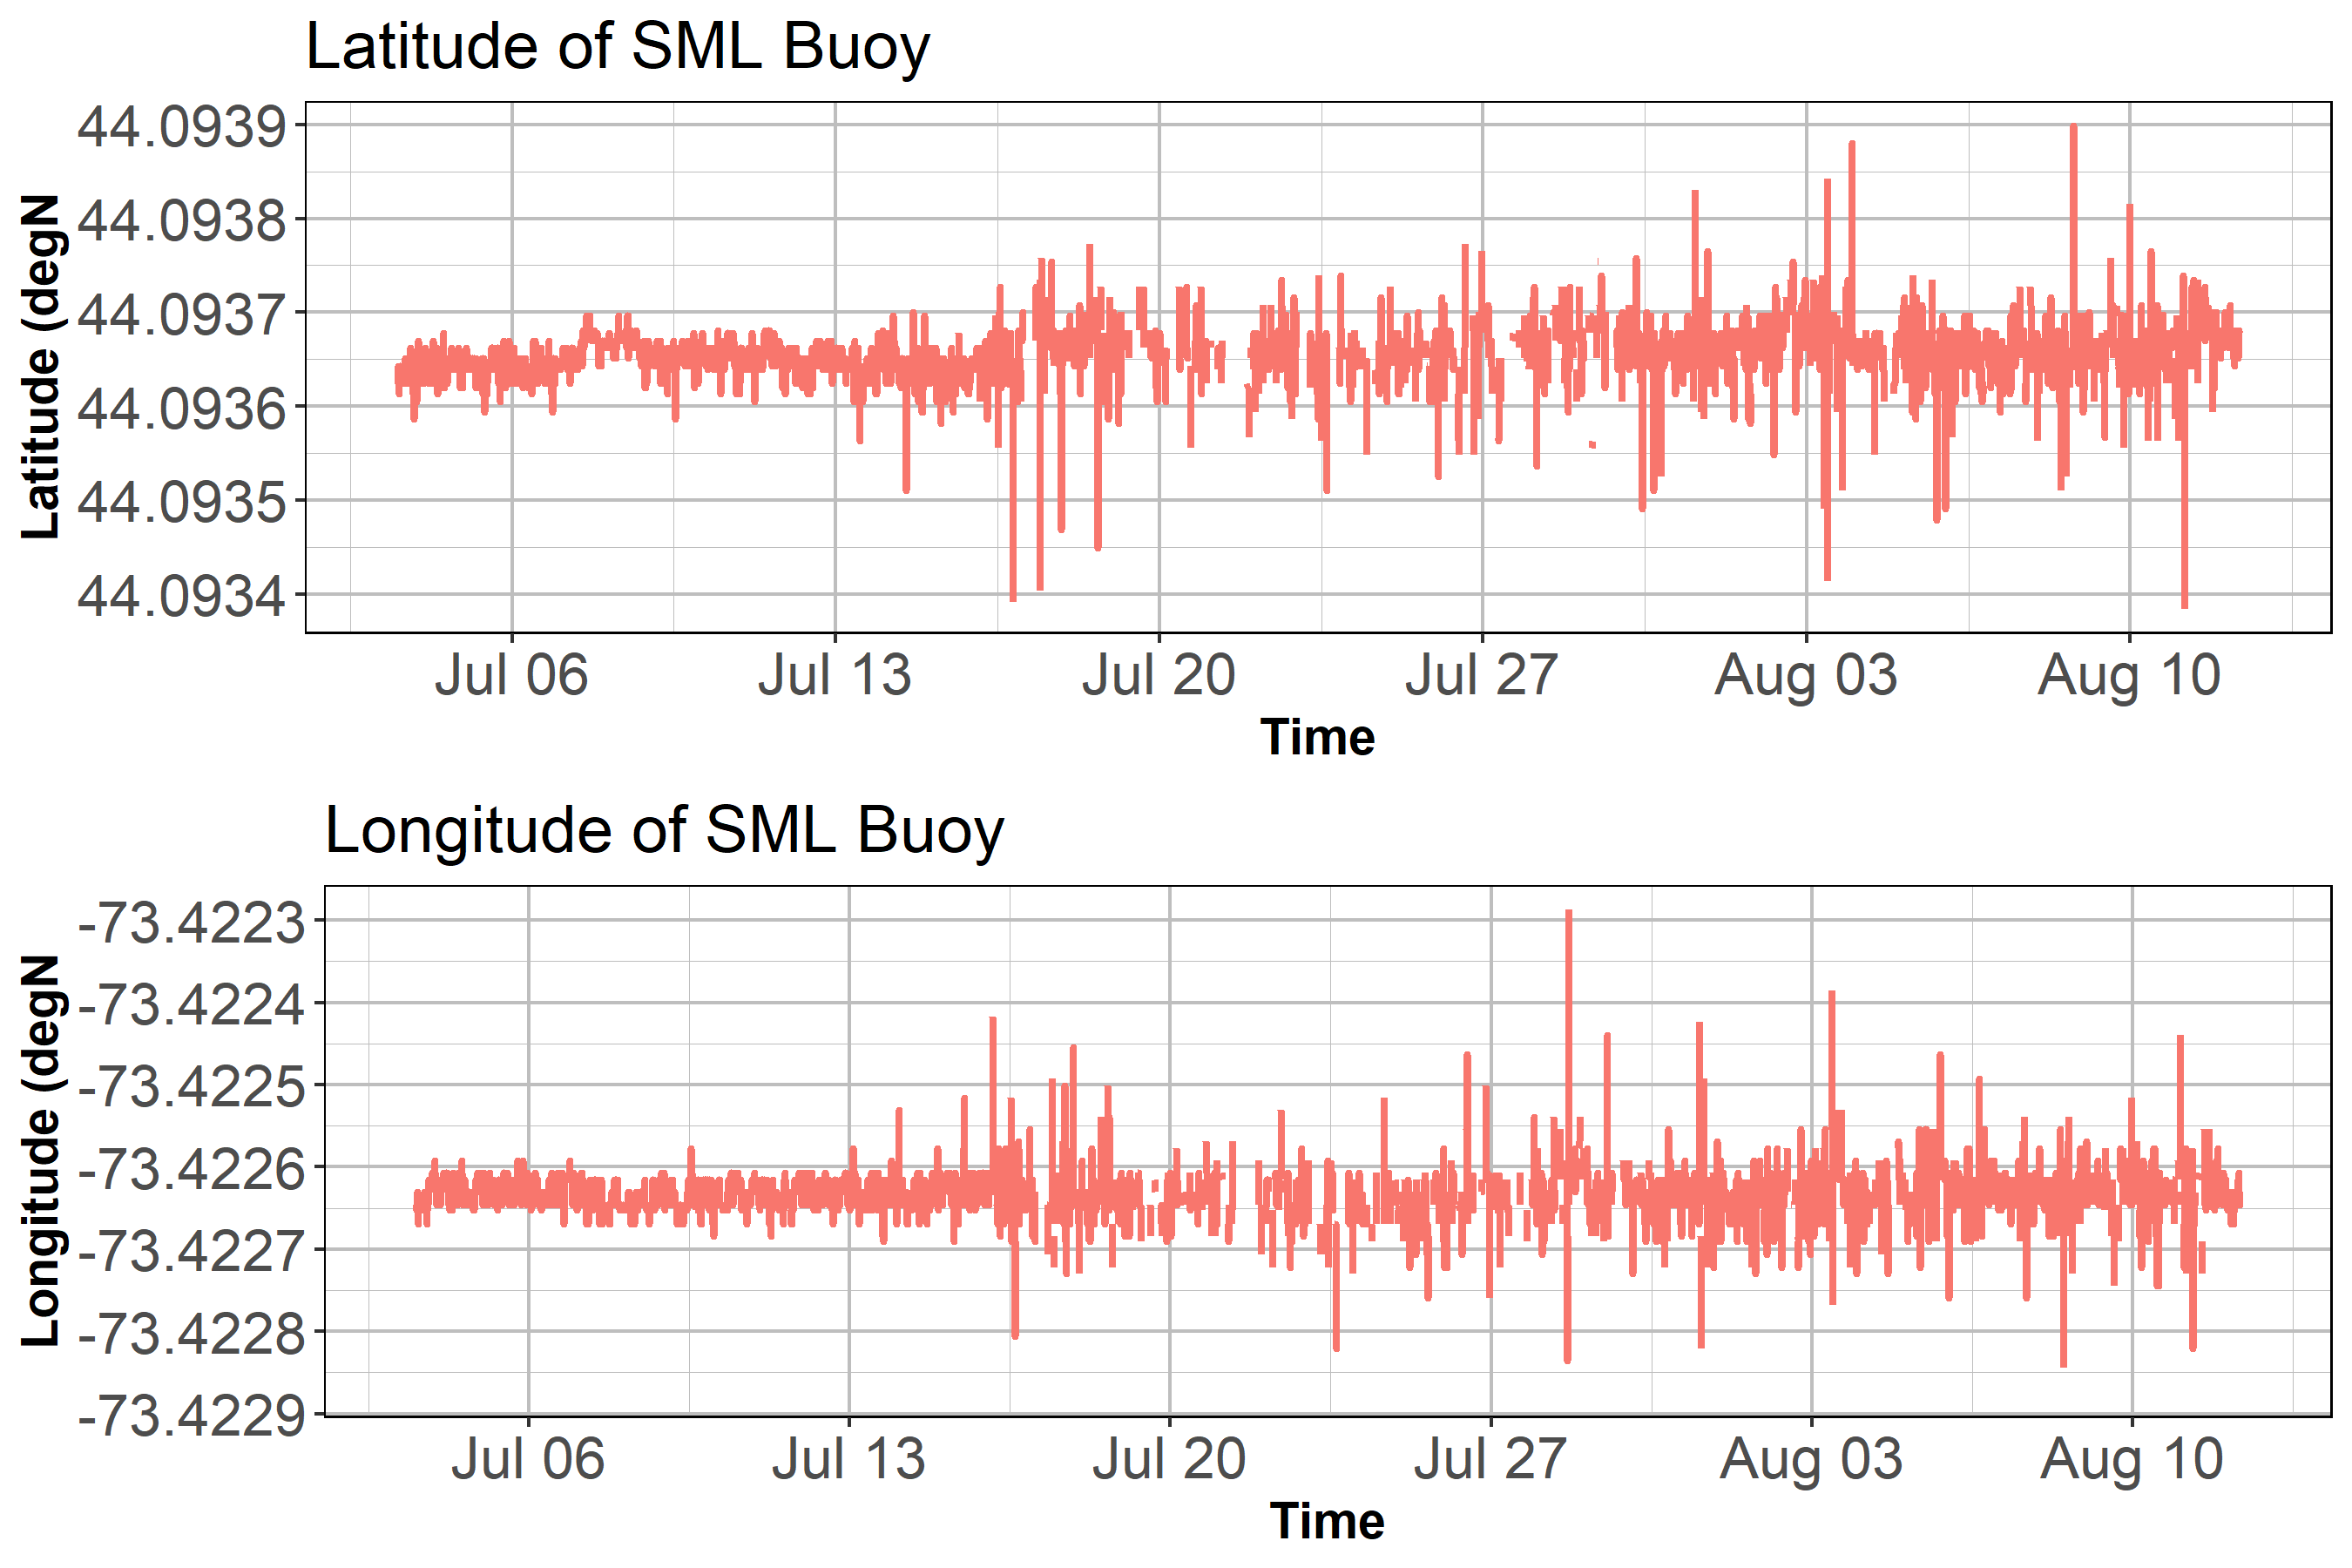 Latitude of SML Buoy
Latitude (degN
44.0939
44.0938
44.0937
44.0936
44.0935
44.0934
Jul 06 Jul 13 Jul 20 Jul 27 Aug 03 Aug 10
Time
Longitude of SML Buoy
Longitude (degN
-73.4223
-73.4224
-73.4225
-73.4226
-73.4227
-73.4228
-73.4229
Jul 06 Jul 13 Jul 20 Jul 27 Aug 03 Aug 10
Time